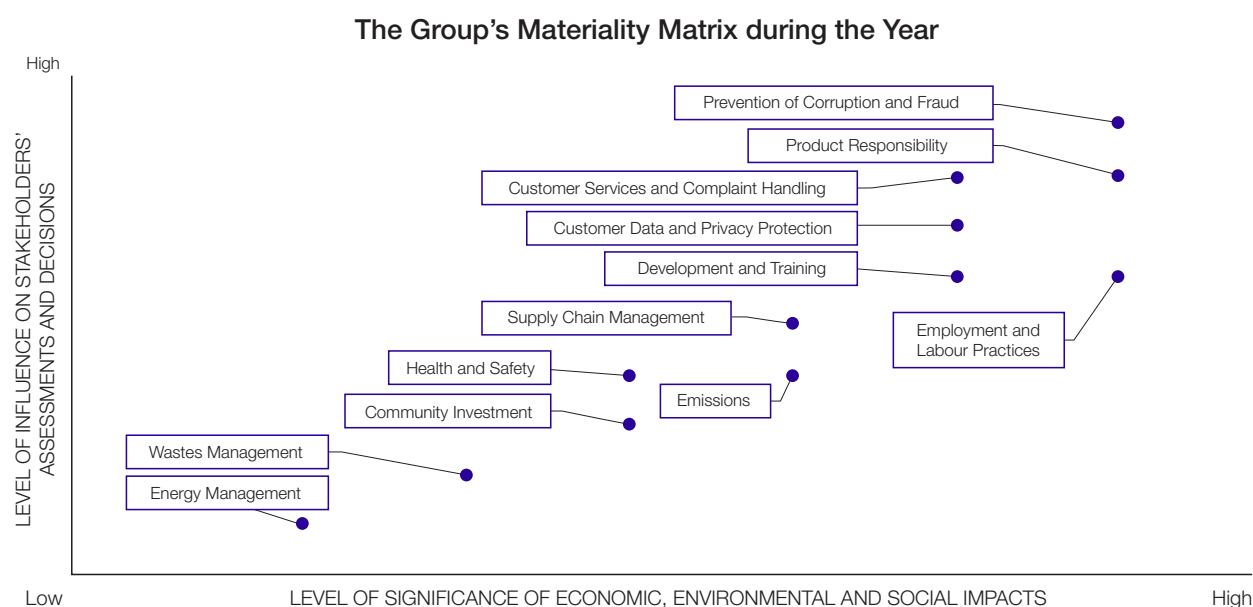 The Group’s Materiality Matrix during the Year
High
LEVEL OF INFLUENCE ON STAKEHOLDERS’
ASSESSMENTS AND DECISIONS
Prevention of Corruption and Fraud
Product Responsibility
Customer Services and Complaint Handling
Customer Data and Privacy Protection
Development and Training
Supply Chain Management
Employment and
Labour Practices
Health and Safety
Emissions
Community Investment
Wastes Management
Energy Management
Low
LEVEL OF SIGNIFICANCE OF ECONOMIC, ENVIRONMENTAL AND SOCIAL IMPACTS
High